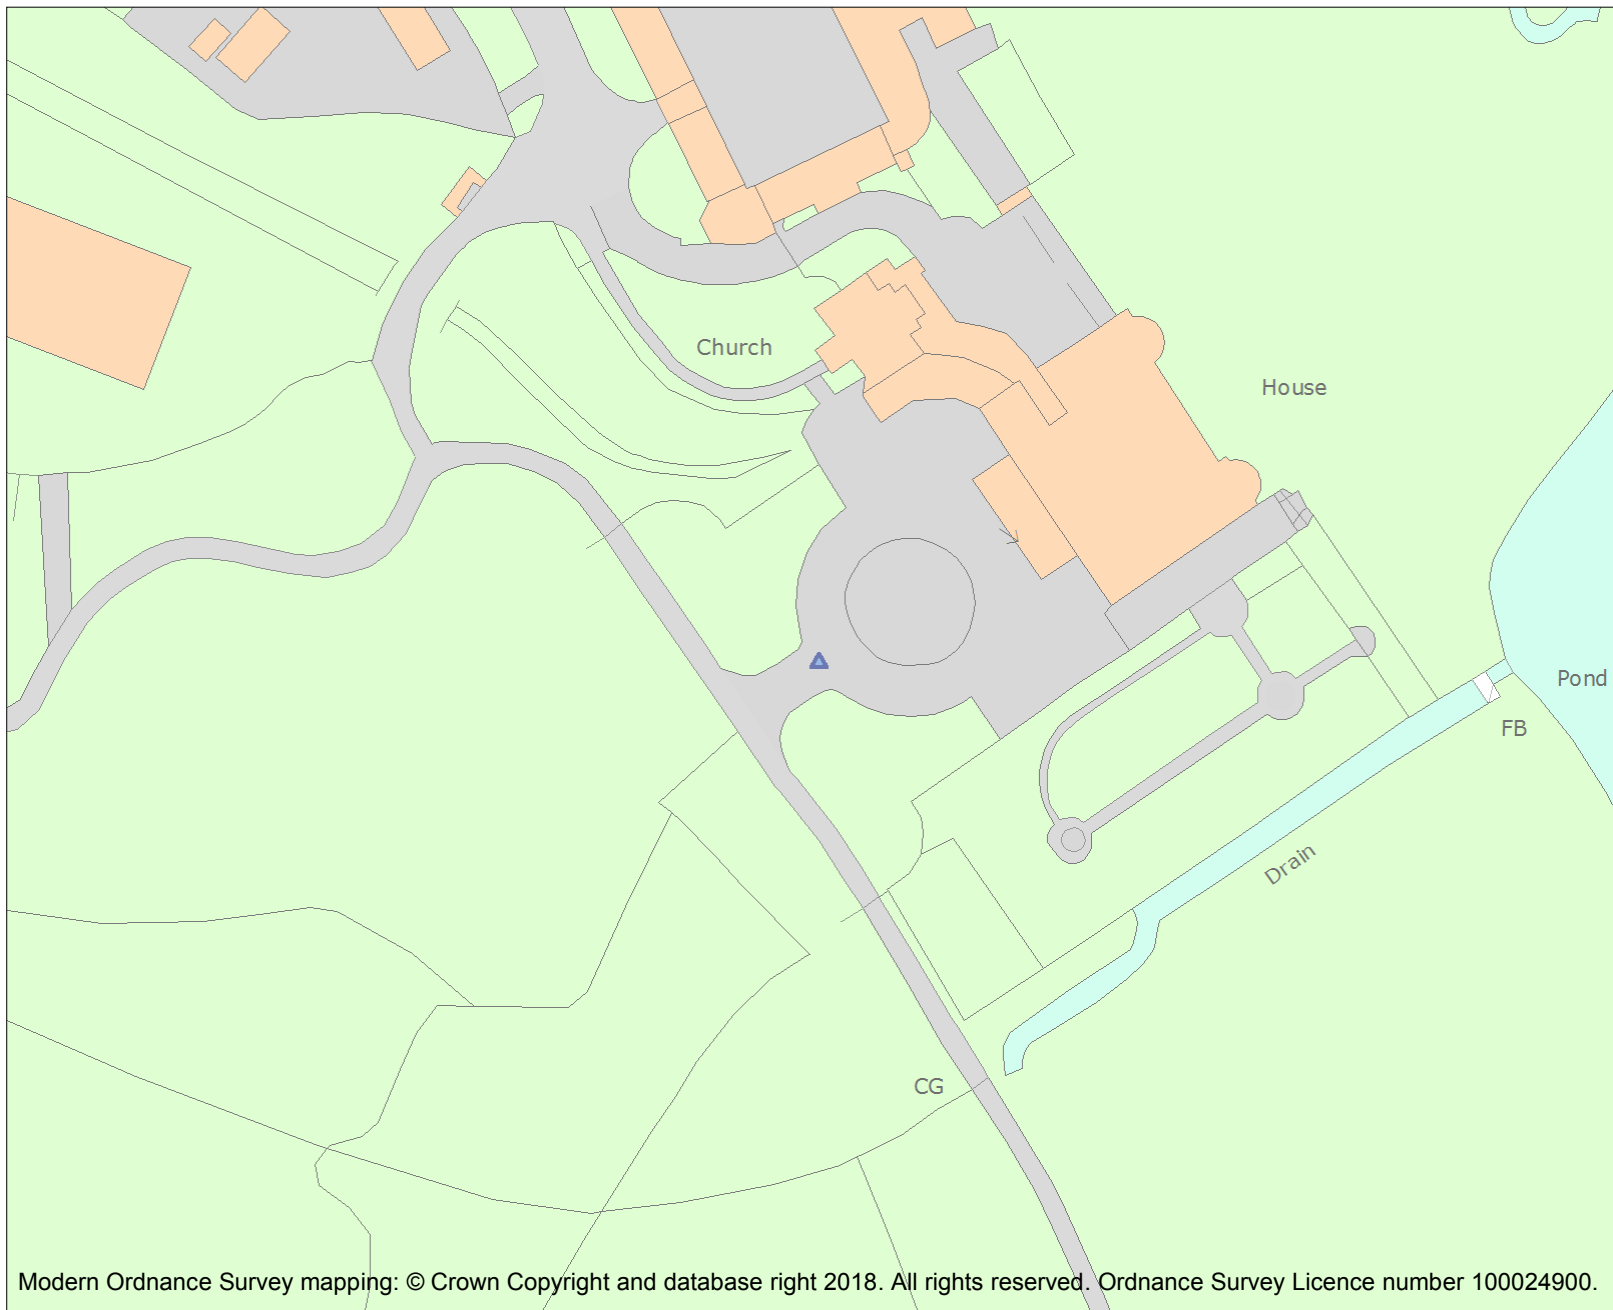 Church
House
Pond
FB
Drain
CG
Modern Ordnance Survey mapping: © Crown Copyright and database right 2018. All rights reserved. Ordnance Survey Licence number 100024900.